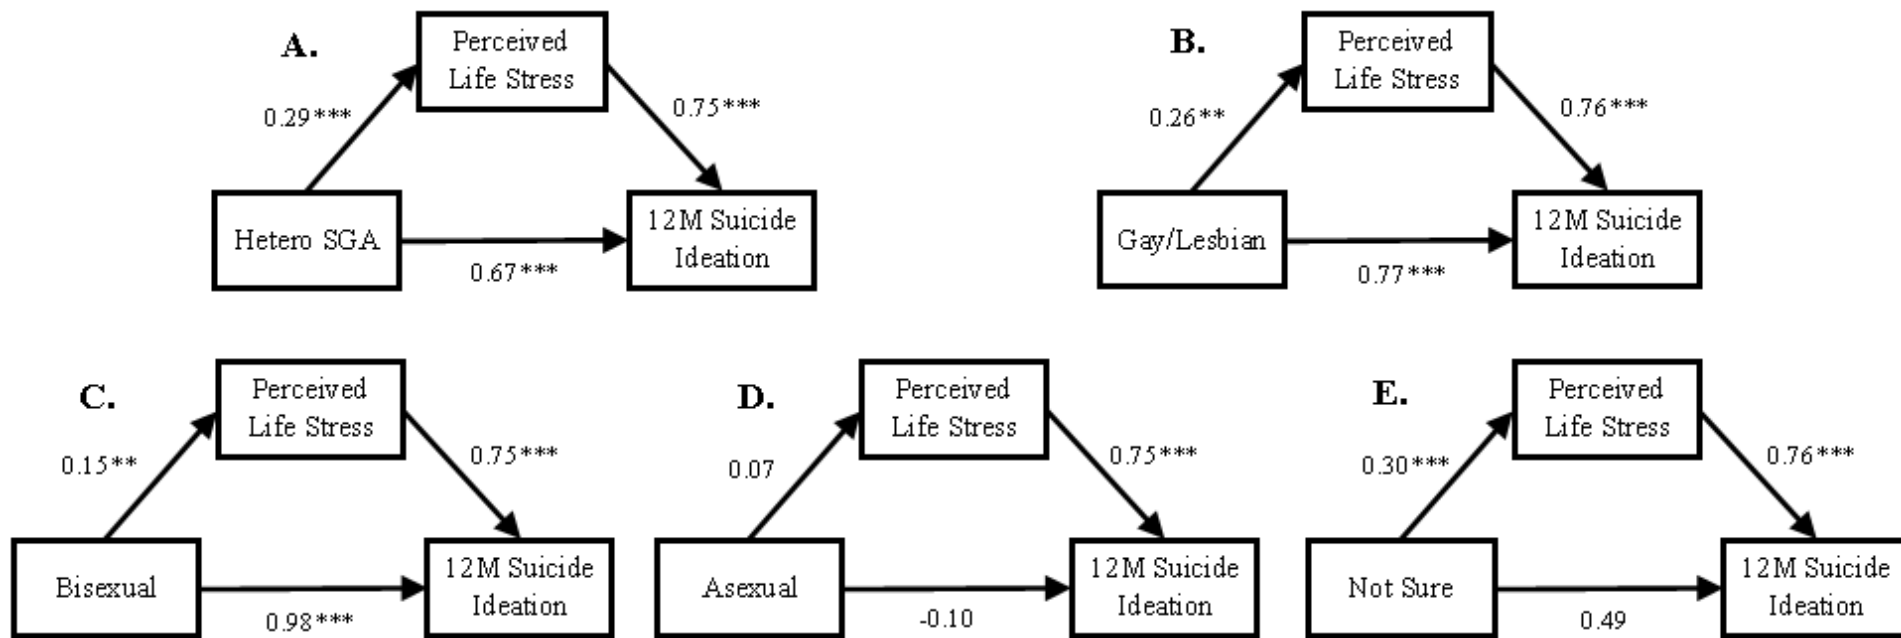 A.
Perceived
Life Stress
0.29***
0.75***
Hetero SGA
0.67***
12M Suicide
Ideation
B.
Perceived
Life Stress
0.26**
0.76***
Gay/Lesbian
0.77***
12M Suicide
Ideation
C.
Perceived
Life Stress
0.15**
0.75***
Bisexual
0.98***
12M Suicide
Ideation
D.
Perceived
Life Stress
0.07
0.75***
Asexual
-0.10
12M Suicide
Ideation
E.
Perceived
Life Stress
0.30***
0.76***
Not Sure
0.49
12M Suicide
Ideation